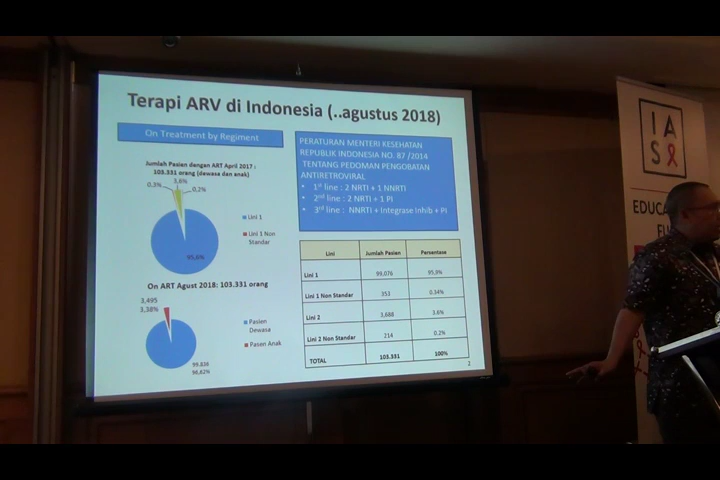 Terapi ARV di Indonesia (..agustus 2018)
On Treatment by Regiment
Jumlah Pasien dengan ART April 2017 :
103.331 orang (dewasa dan anak)
3,6%
0,3%
0,2%
95,9%
Lini 1
Lini 1 Non
Standar
On ART Agust 2018: 103.331 orang
3,495
3,38%
Pasien
Dewasa
Pasen Anak
99.836
96,62%
PERATURAN MENTERI KESEHATAN
REPUBLIK INDONESIA NO. 87 /2014
TENTANG PEDOMAN PENGOBATAN
ANTIRETROVIRAL
• 1st line : 2 NRTI + 1 NNRTI
• 2nd line : 2 NRTI + 1 PI
• 3rd line : NNRTI + Integrase Inhib + PI
Lini Jumlah Pasien Persentase
Lini 1 99,076 95,9%
Lini 1 Non Standar 353 0.34%
Lini 2 3,688 3,6%
Lini 2 Non Standar 214 0.2%
TOTAL 103.331 100%
2
IAS